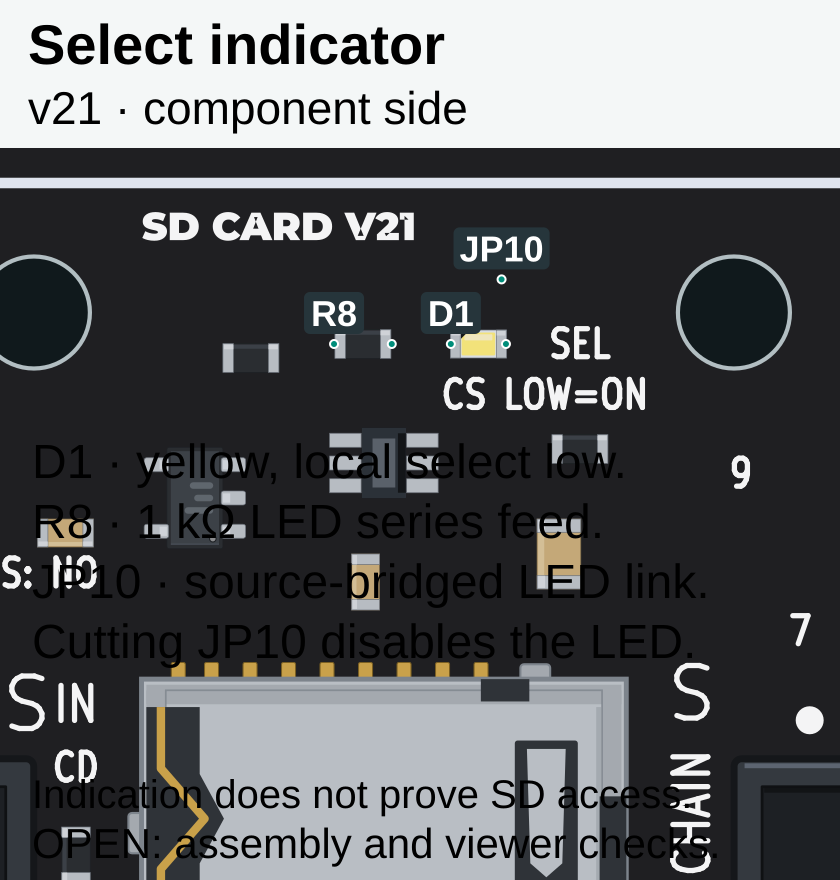 Select indicator
v21 · component side
SD CARD V21
JP10
R8
D1
SEL
CS LOW=ON
D1 · yellow, local select low.
9
R8 · 1 kΩ LED series feed.
S: NO
JP10 · source-bridged LED link.
7
Cutting JP10 disables the LED.
S IN
S
CD
CHAIN
Indication does not prove SD access.
OPEN: assembly and viewer checks.